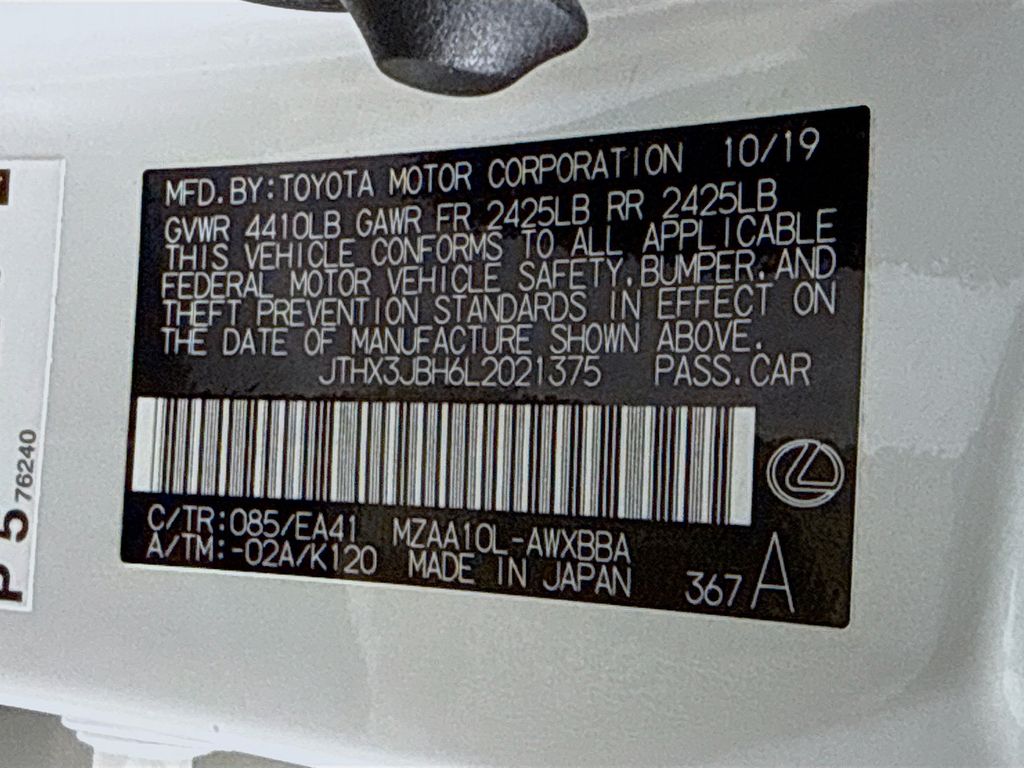 MFD. BY: TOYOTA MOTOR CORPORATION 10/19
GVWR 4410LB GAWR FR 2425LB RR 2425LB
THIS VEHICLE CONFORMS TO ALL APPLICABLE
FEDERAL MOTOR VEHICLE SAFETY, BUMPER, AND
THEFT PREVENTION STANDARDS IN EFFECT ON
THE DATE OF MANUFACTURE SHOWN ABOVE.
JTHX3JBH6L2021375 PASS. CAR
C/TR: 085/EA41 MZAA10L-AWXBBA
A/TM: -02A/K120 MADE IN JAPAN
367 A
P 5 76240